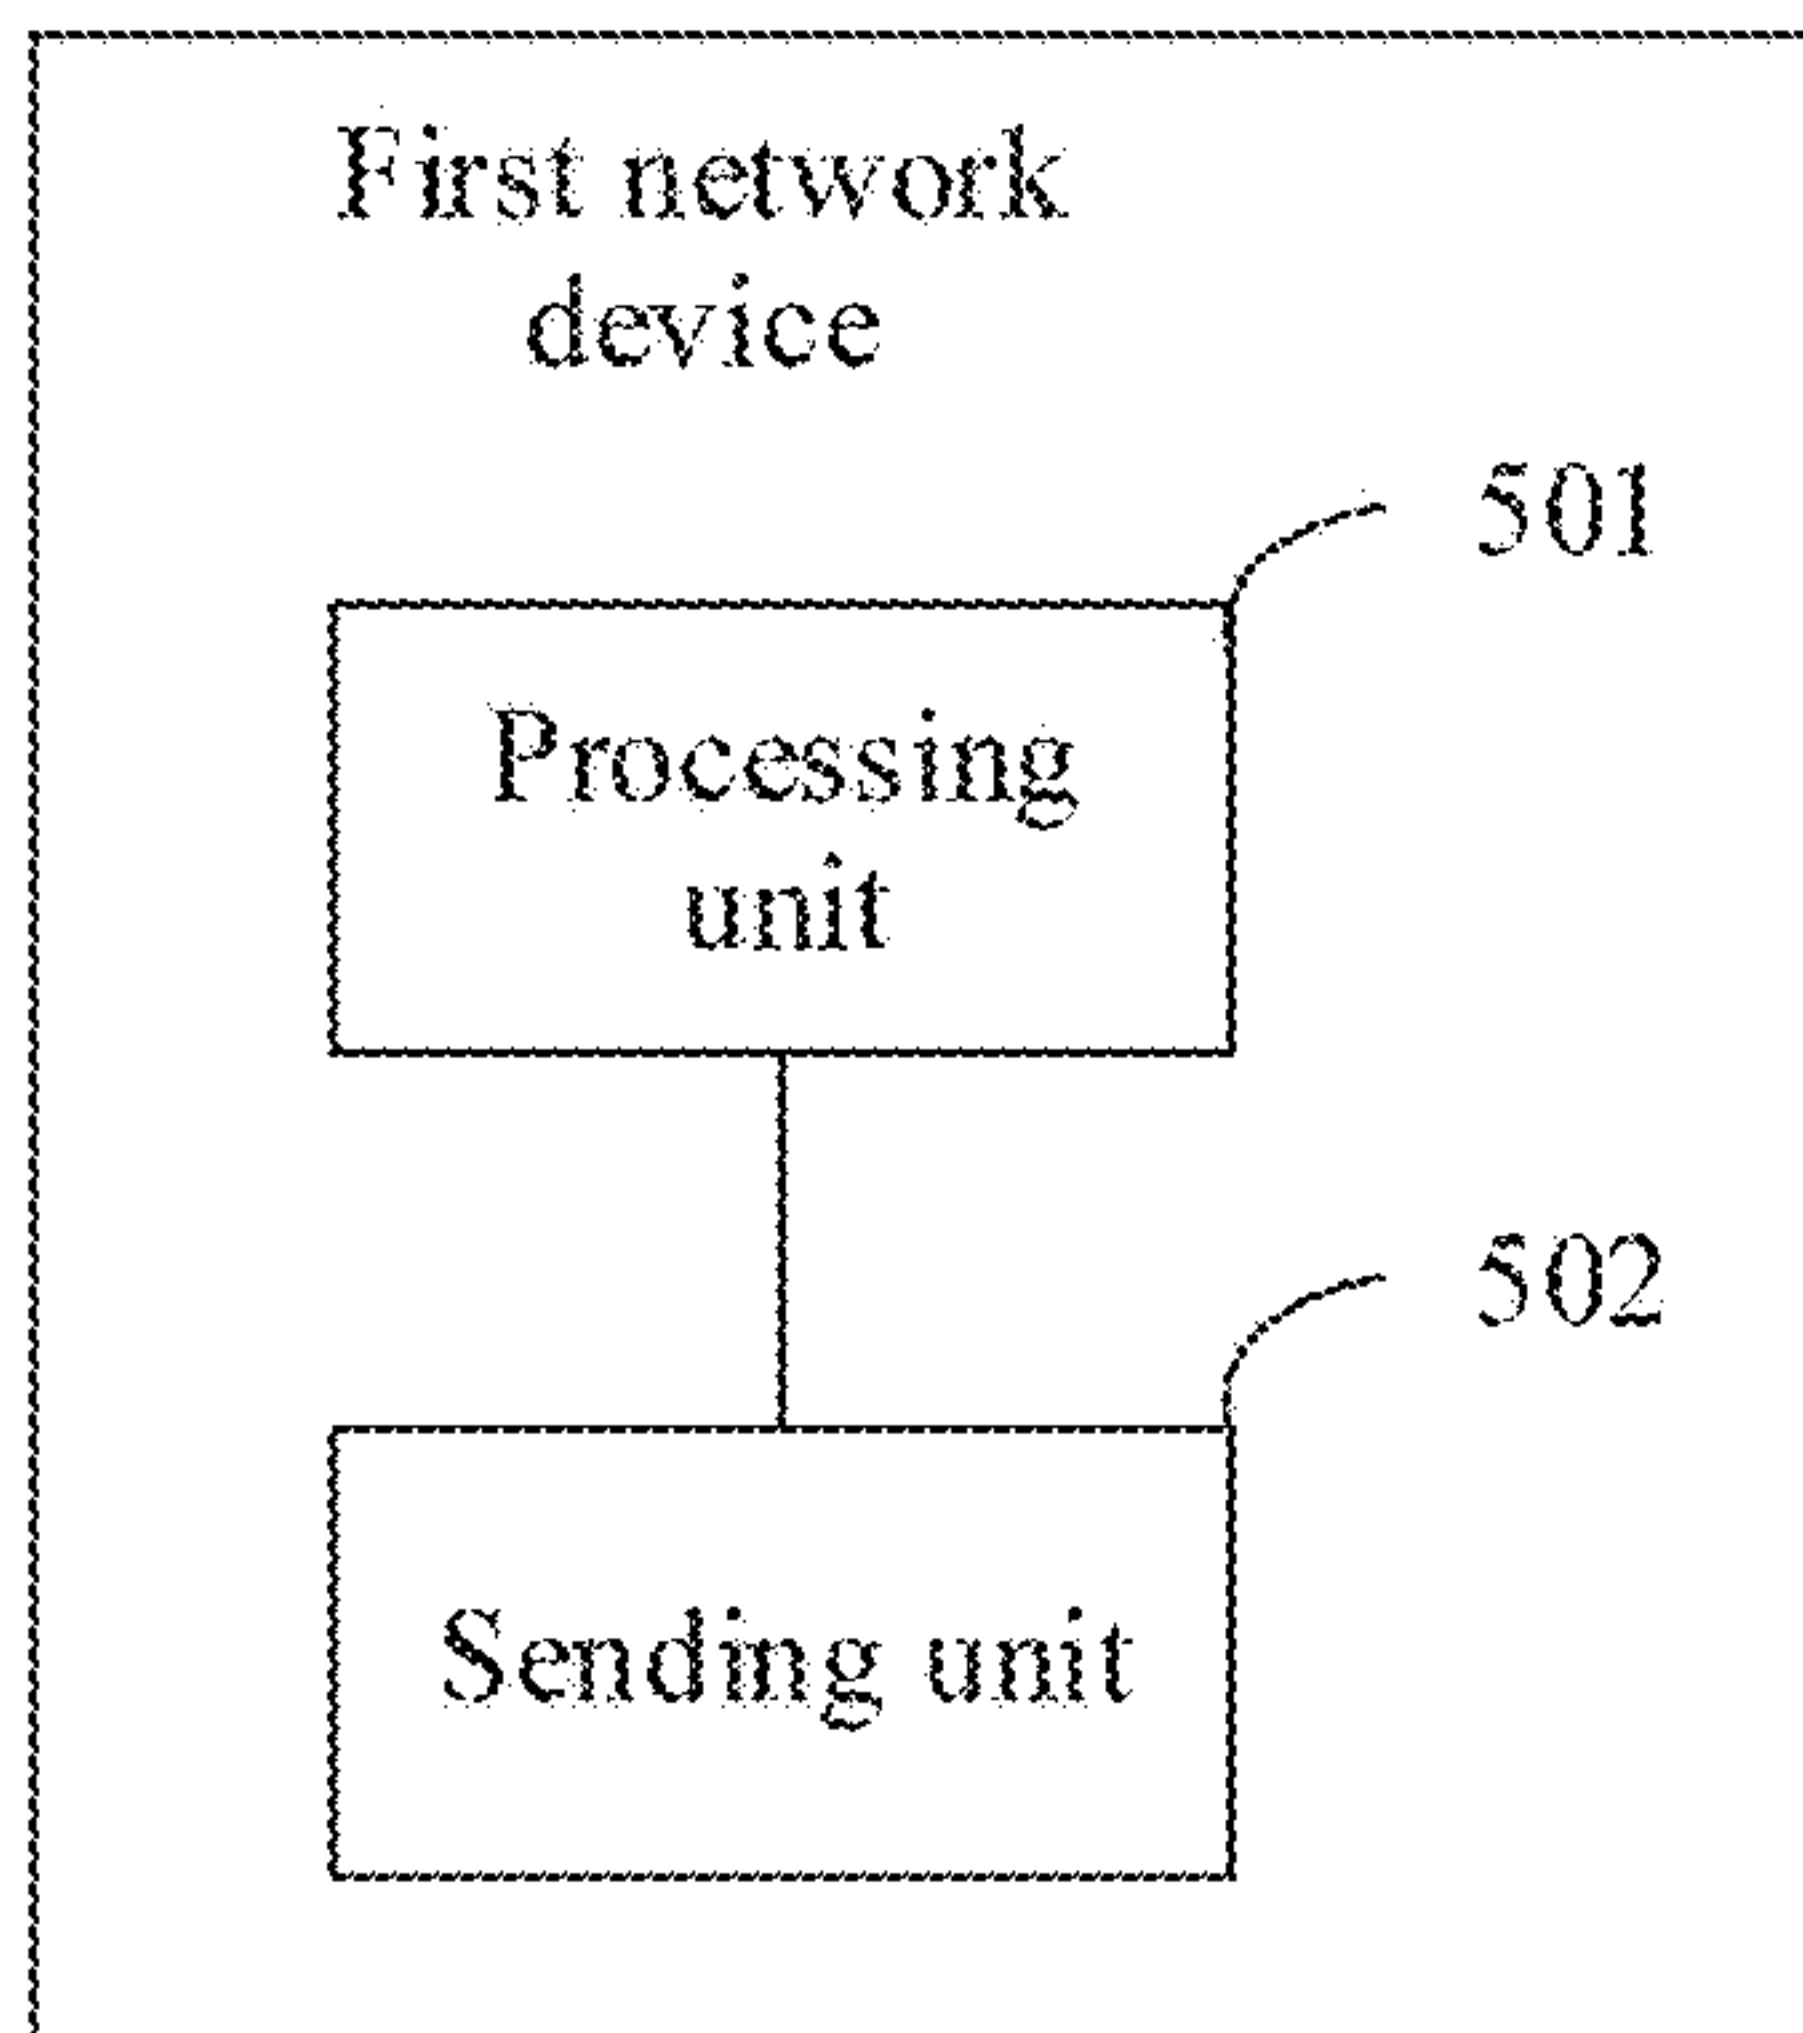 First network
device
501
Processing
unit
502
Sending unit